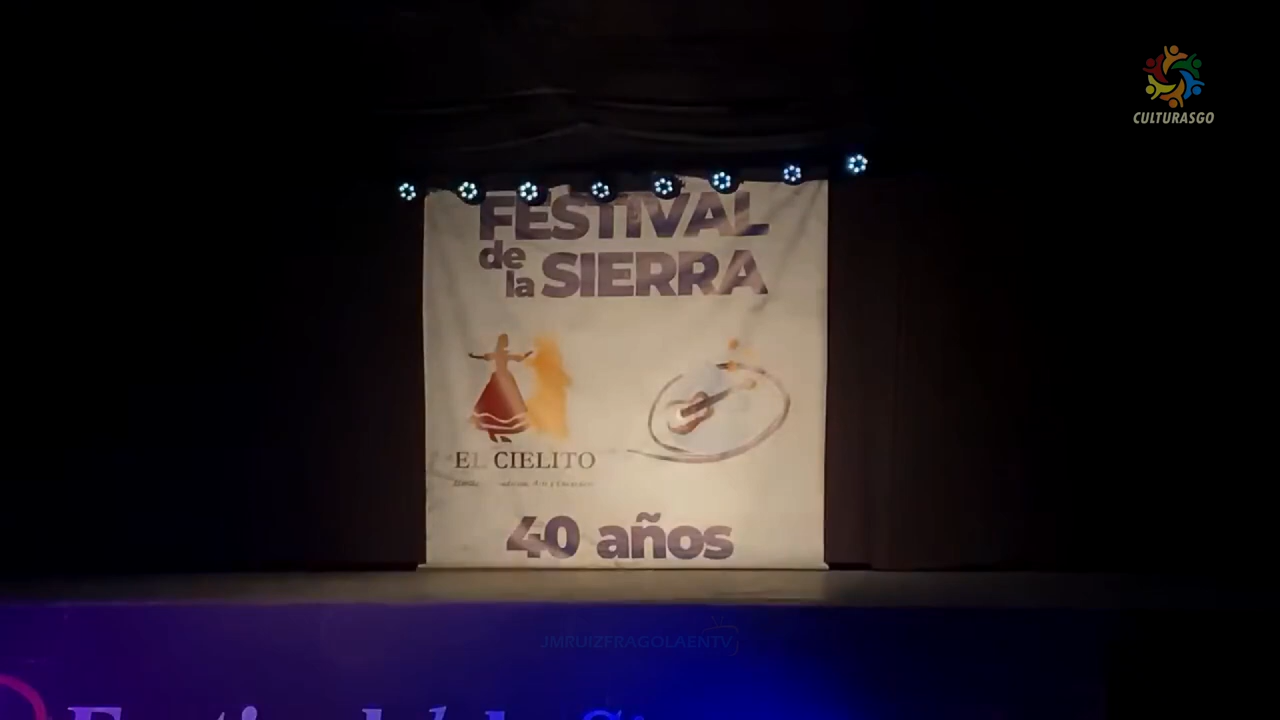 CULTURASGO
FESTIVAL
de
la SIERRA
EL CIELITO
40 años
JMRUIZFRAGOLAENTV